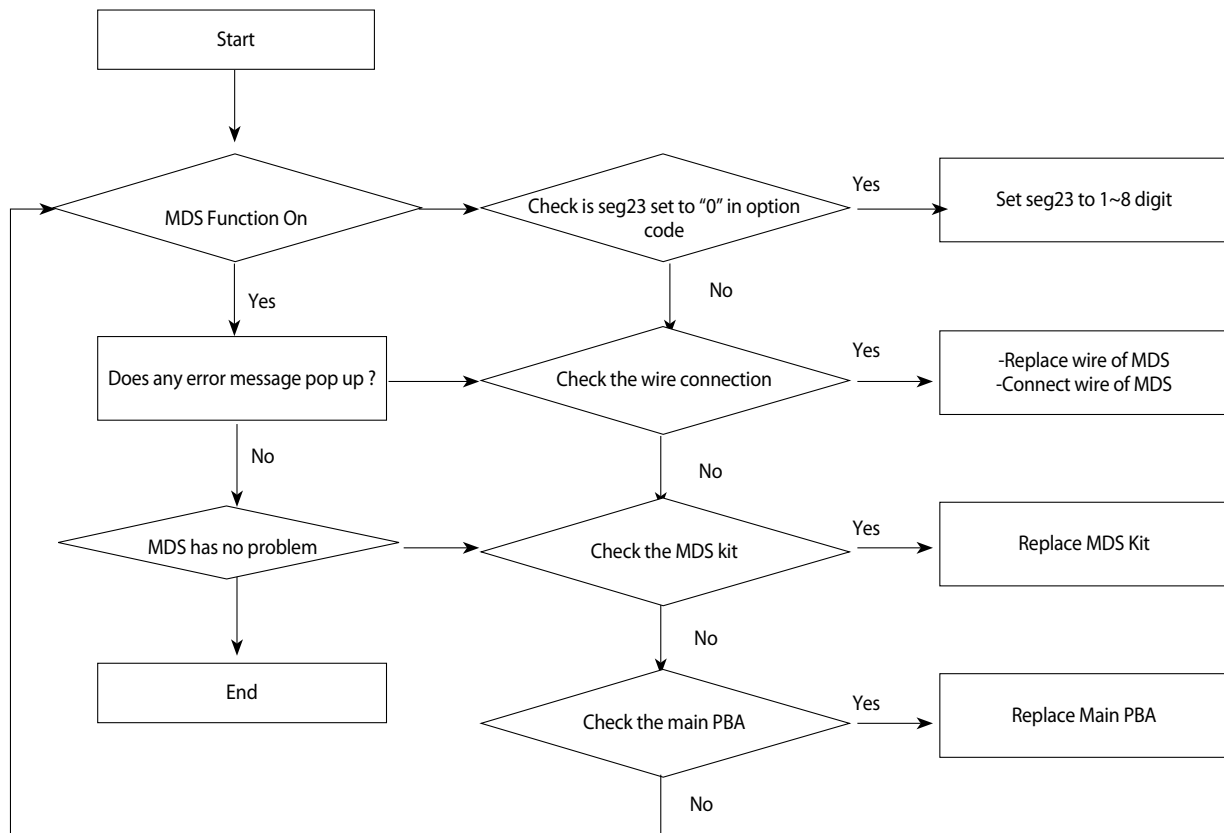 Start
MDS Function On
Check is seg23 set to “0” in option
code
Yes
Set seg23 to 1~8 digit
Yes
No
Does any error message pop up ?
Check the wire connection
Yes
-Replace wire of MDS
-Connect wire of MDS
No
No
MDS has no problem
Check the MDS kit
Yes
Replace MDS Kit
No
End
Check the main PBA
Yes
Replace Main PBA
No